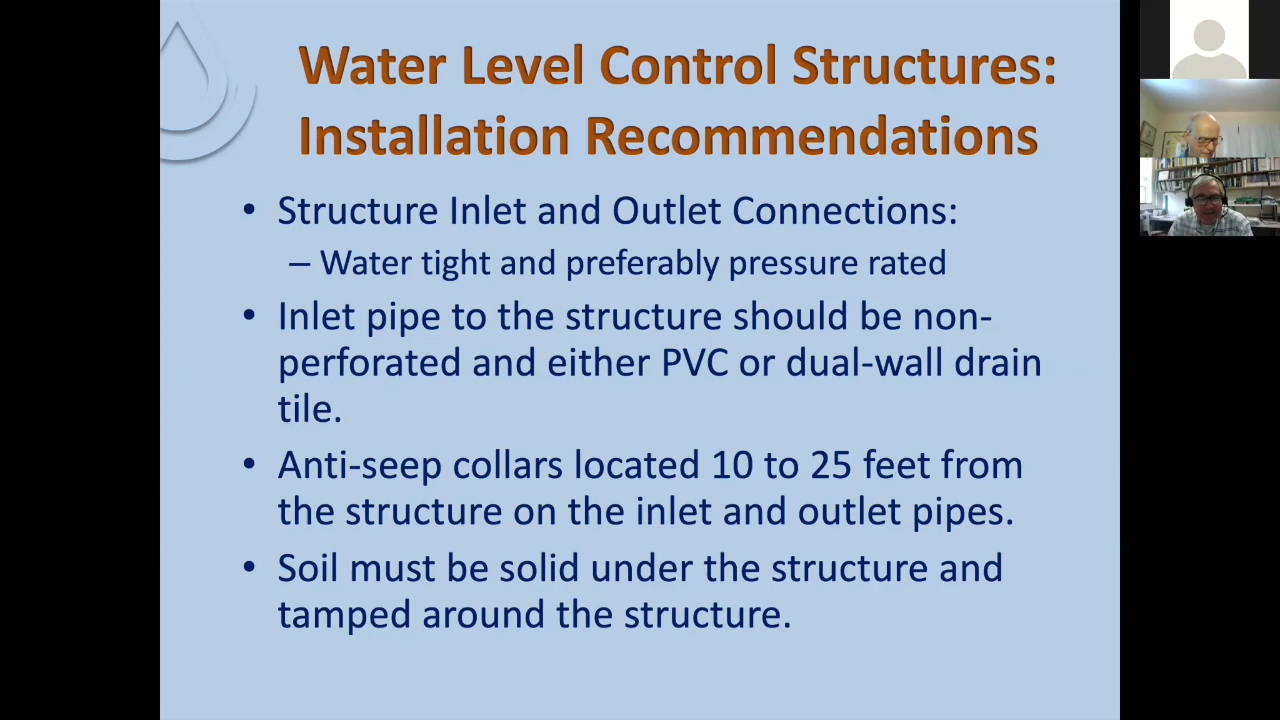 Water Level Control Structures:
Installation Recommendations
• Structure Inlet and Outlet Connections:
– Water tight and preferably pressure rated
• Inlet pipe to the structure should be non-
perforated and either PVC or dual-wall drain
tile.
• Anti-seep collars located 10 to 25 feet from
the structure on the inlet and outlet pipes.
• Soil must be solid under the structure and
tamped around the structure.